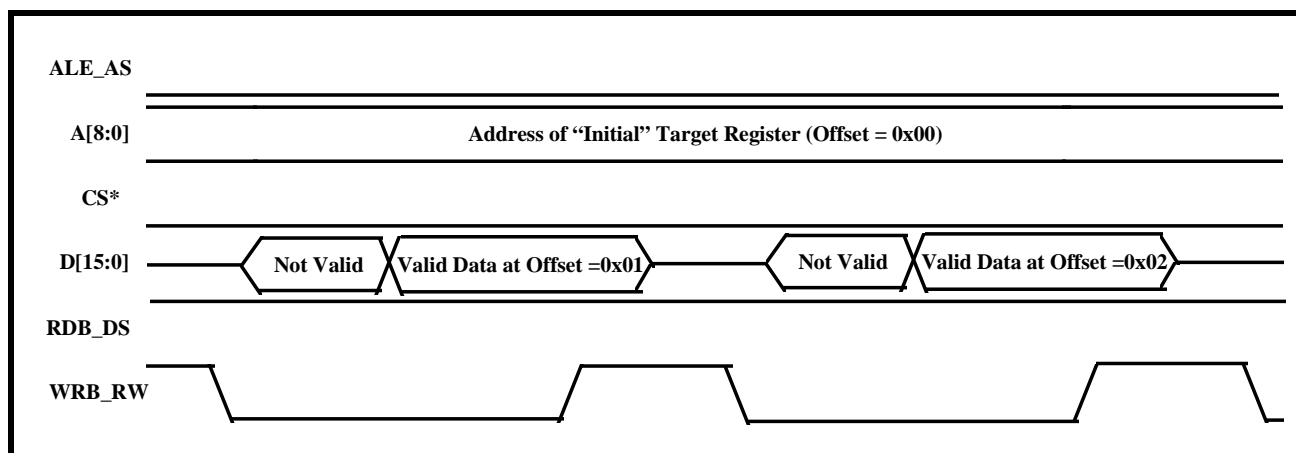 ALE_AS
A[8:0] Address of “Initial” Target Register (Offset = 0x00)
CS*
D[15:0] Not Valid Valid Data at Offset =0x01 Not Valid Valid Data at Offset =0x02
RDB_DS
WRB_RW